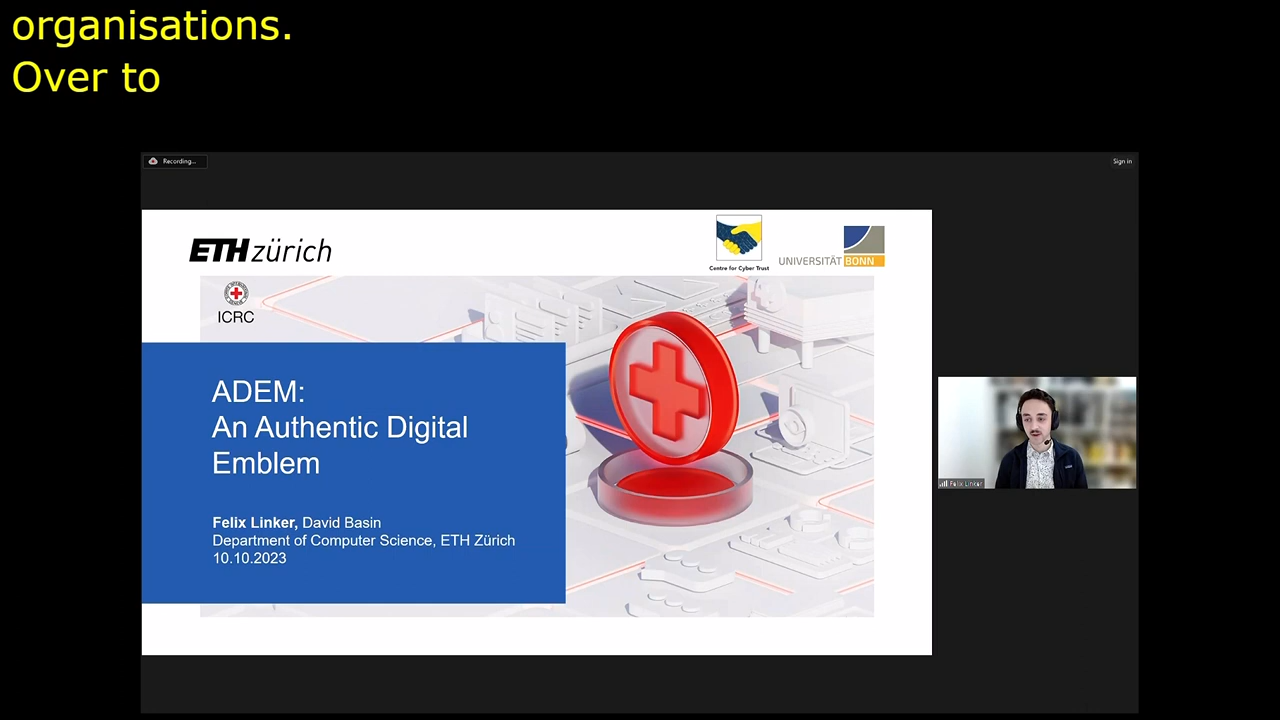 organisations.
Over to
Recording...
Sign in
ETH zürich
Centre for Cyber Trust
UNIVERSITÄT BONN
ICRC
ADEM:
An Authentic Digital
Emblem
Felix Linker, David Basin
Department of Computer Science, ETH Zürich
10.10.2023
Felix Linker